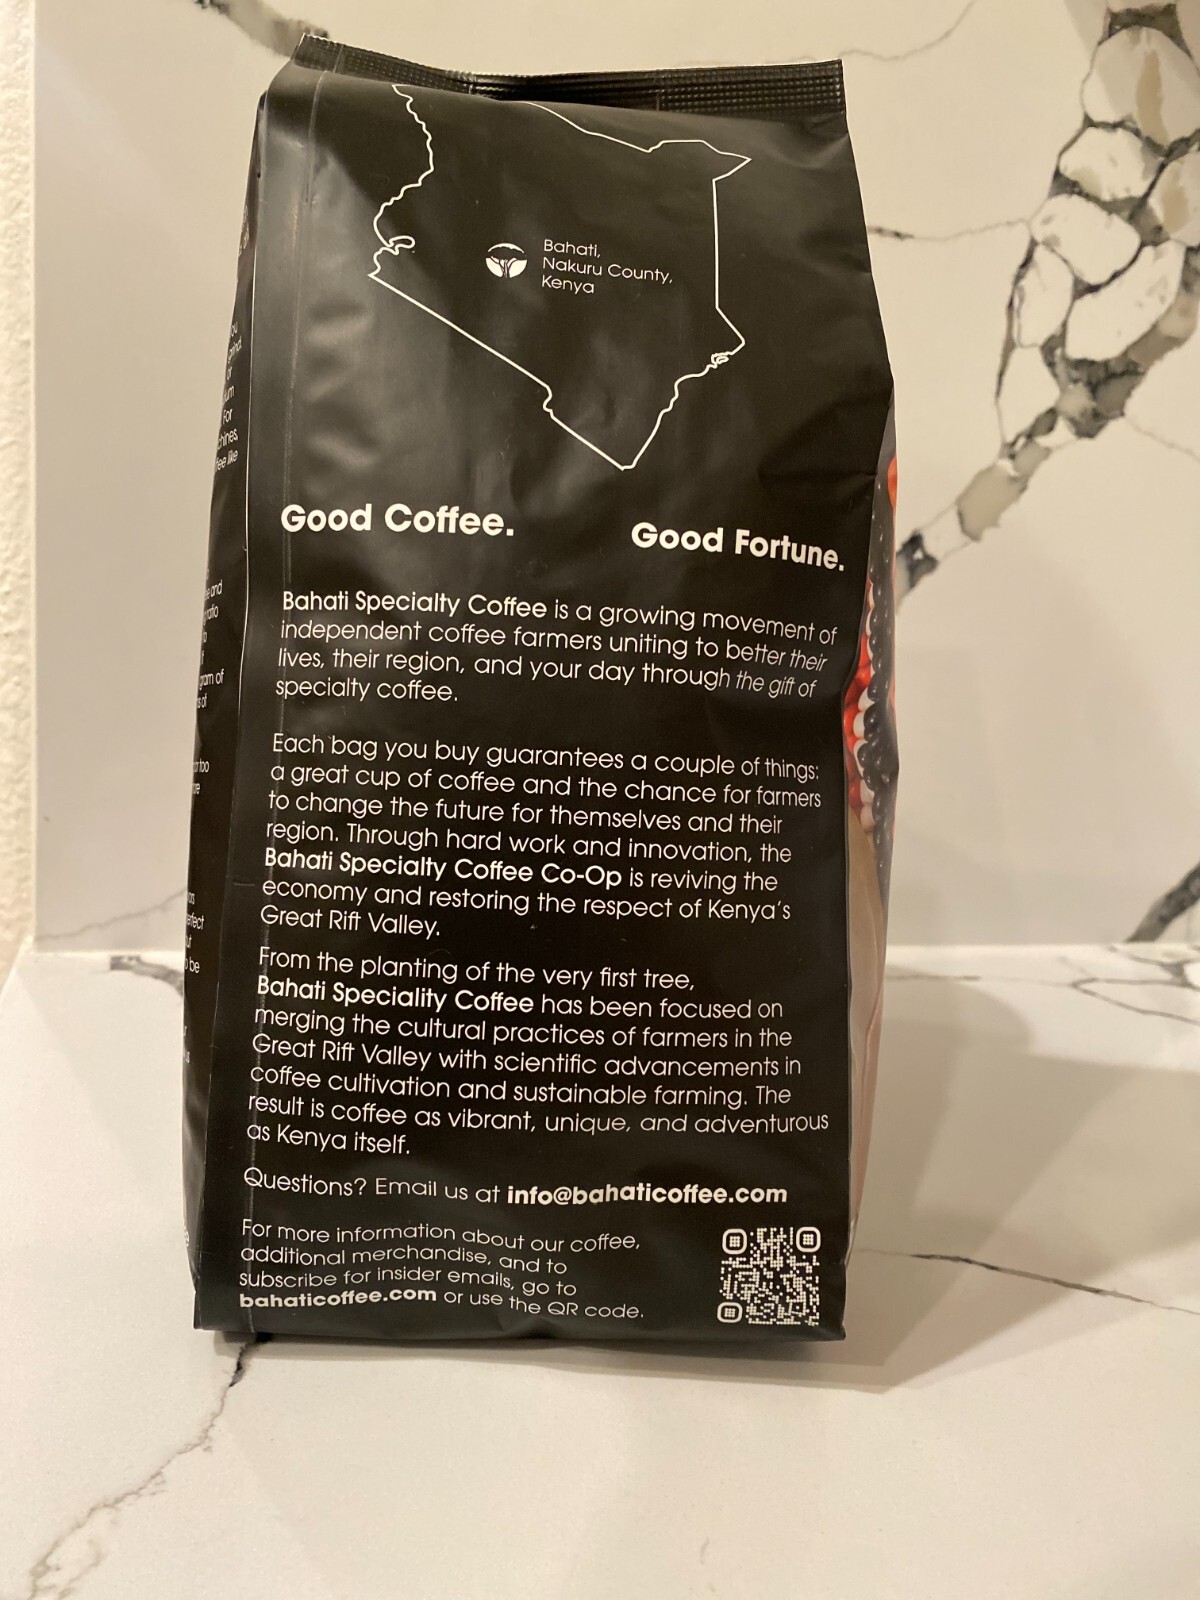 Bahati,
Nakuru County,
Kenya
Good Coffee.
Good Fortune.
Bahati Specialty Coffee is a growing movement of
independent coffee farmers uniting to better their
lives, their region, and your day through the gift of
specialty coffee.
Each bag you buy guarantees a couple of things:
a great cup of coffee and the chance for farmers
to change the future for themselves and their
region. Through hard work and innovation, the
Bahati Specialty Coffee Co-Op is reviving the
economy and restoring the respect of Kenya's
Great Rift Valley.
From the planting of the very first tree,
Bahati Speciality Coffee has been focused on
merging the cultural practices of farmers in the
Great Rift Valley with scientific advancements in
coffee cultivation and sustainable farming. The
result is coffee as vibrant, unique, and adventurous
as Kenya itself.
Questions? Email us at info@bahaticoffee.com
For more information about our coffee,
additional merchandise, and to
subscribe for insider emails, go to
bahaticoffee.com or use the QR code.